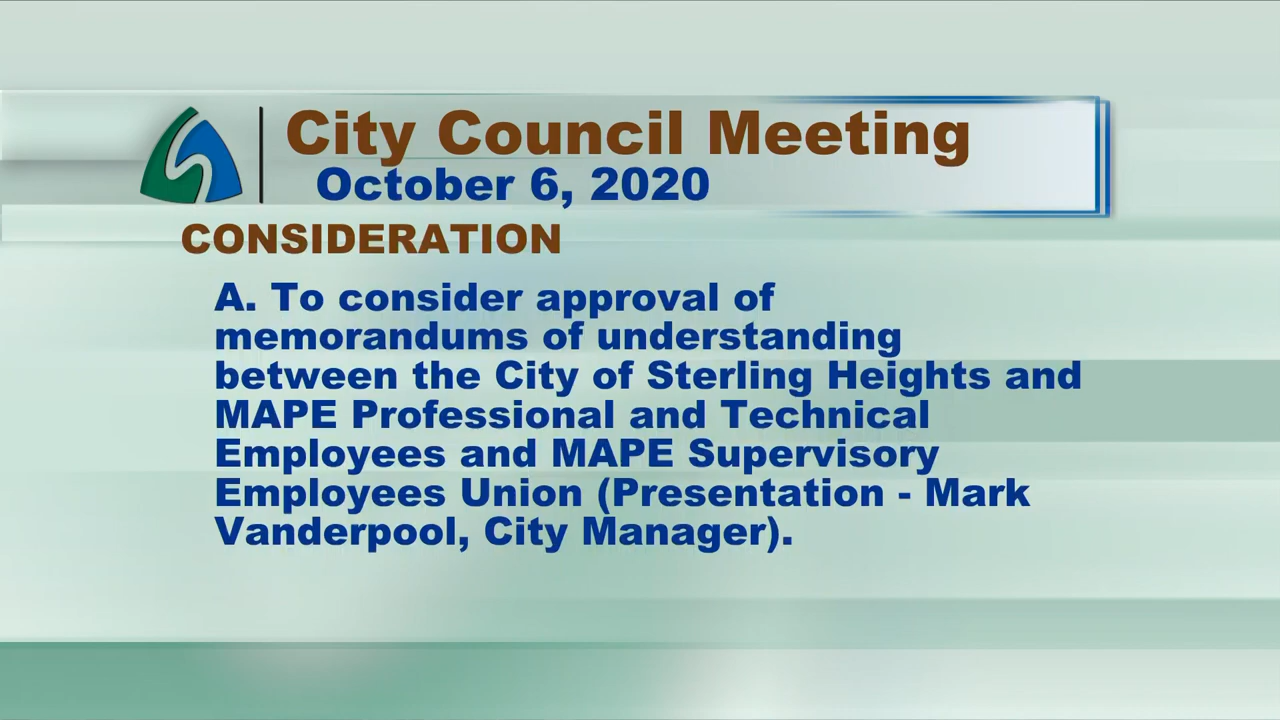 City Council Meeting
October 6, 2020
CONSIDERATION
A. To consider approval of
memorandums of understanding
between the City of Sterling Heights and
MAPE Professional and Technical
Employees and MAPE Supervisory
Employees Union (Presentation - Mark
Vanderpool, City Manager).